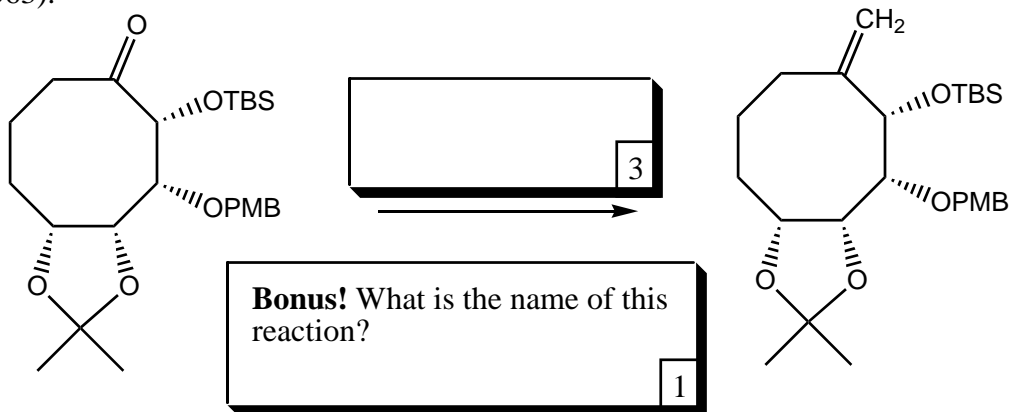 O
CH2
OTBS
OTBS
3
OPMB
OPMB
O
O
O
O
Bonus! What is the name of this
reaction?
1